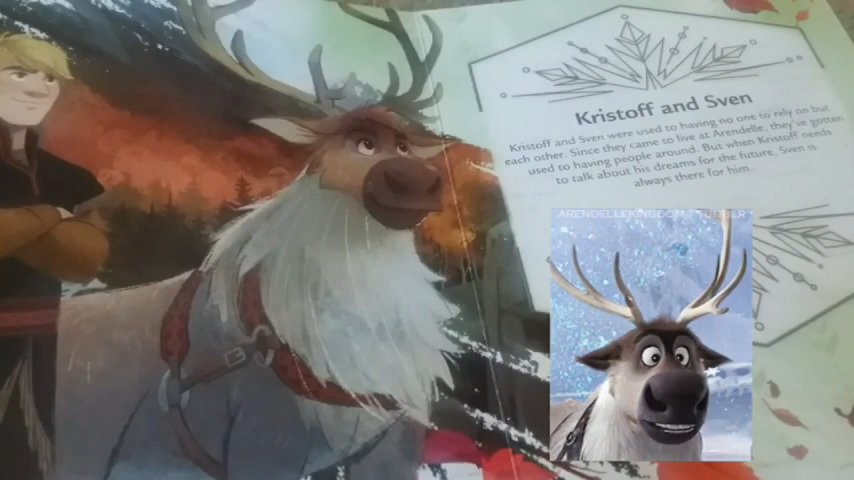 Kristoff and Sven
Kristoff and Sven were used to having no one to rely on but
each other. Since they came to live at Arendelle, they've gotten
used to having people around. But when Kristoff needs
to talk about his dreams for the future, Sven is
always there for him.
ARENDELLEKINGDOM